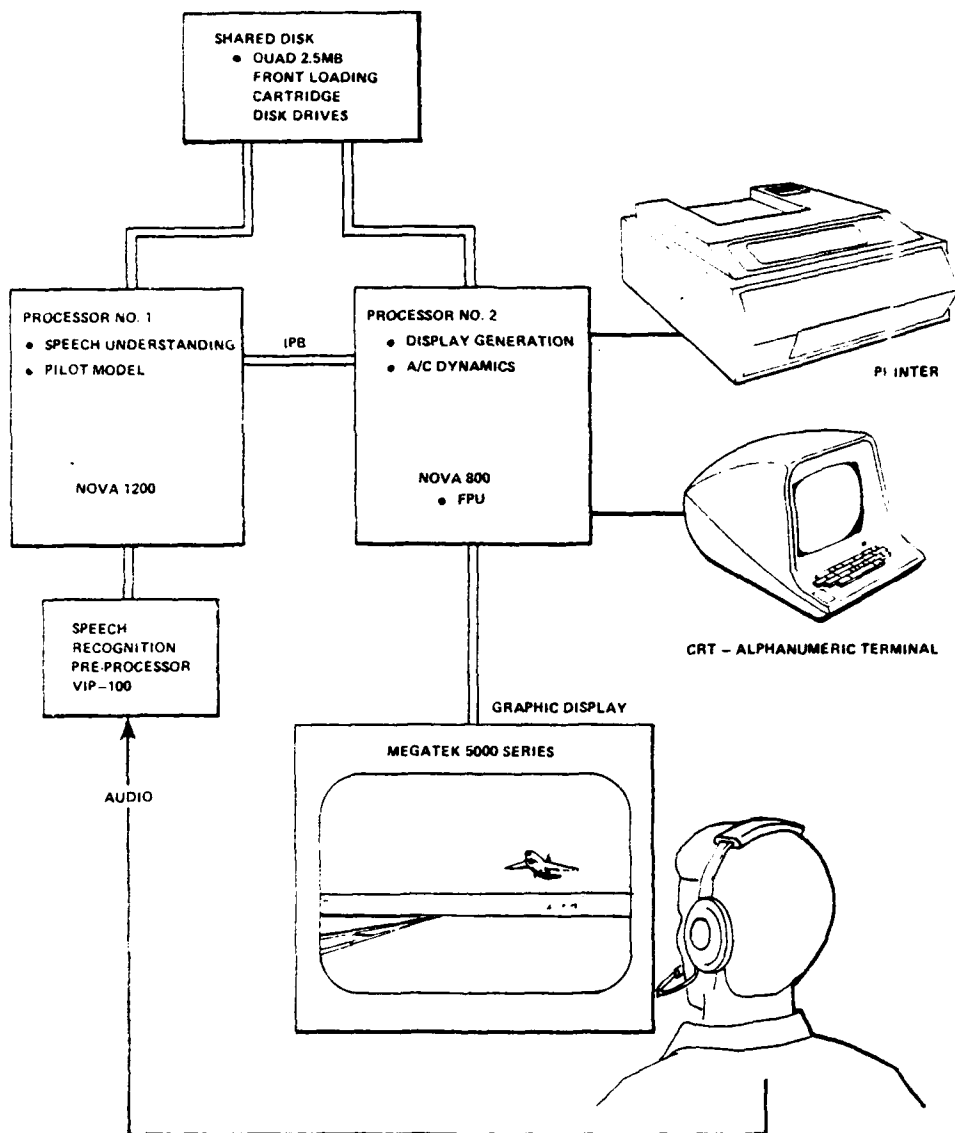 SHARED DISK
• QUAD 2.5MB
FRONT LOADING
CARTRIDGE
DISK DRIVES
PROCESSOR NO. 1
• SPEECH UNDERSTANDING
• PILOT MODEL
NOVA 1200
IPB
PROCESSOR NO. 2
• DISPLAY GENERATION
• A/C DYNAMICS
NOVA 800
• FPU
PI INTER
CRT – ALPHANUMERIC TERMINAL
SPEECH
RECOGNITION
PRE-PROCESSOR
VIP–100
GRAPHIC DISPLAY
MEGATEK 5000 SERIES
AUDIO